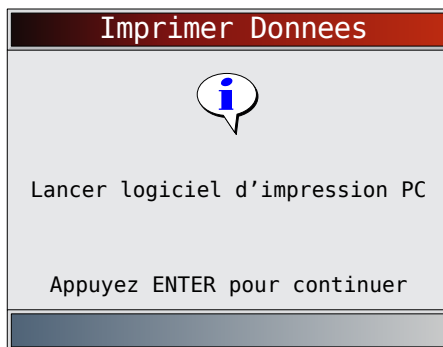 Imprimer Donnees
i
Lancer logiciel d'impression PC
Appuyez ENTER pour continuer